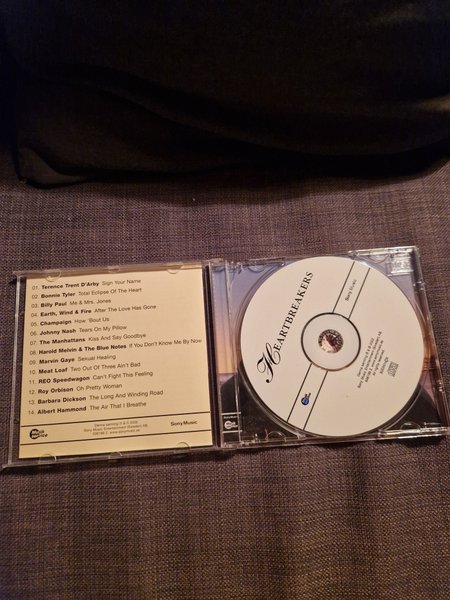 01. Terence Trent D'Arby Sign Your Name
02. Bonnie Tyler Total Eclipse Of The Heart
03. Billy Paul Me & Mrs. Jones
04. Earth, Wind & Fire After The Love Has Gone
05. Champaign How 'Bout Us
06. Johnny Nash Tears On My Pillow
07. The Manhattans Kiss And Say Goodbye
08. Harold Melvin & The Blue Notes If You Don't Know Me By Now
09. Marvin Gaye Sexual Healing
10. Meat Loaf Two Out Of Three Ain't Bad
11. REO Speedwagon Can't Fight This Feeling
12. Roy Orbison Oh Pretty Woman
13. Barbara Dickson The Long And Winding Road
14. Albert Hammond The Air That I Breathe
Sony Music
HEARTBREAKERS
Sony Music